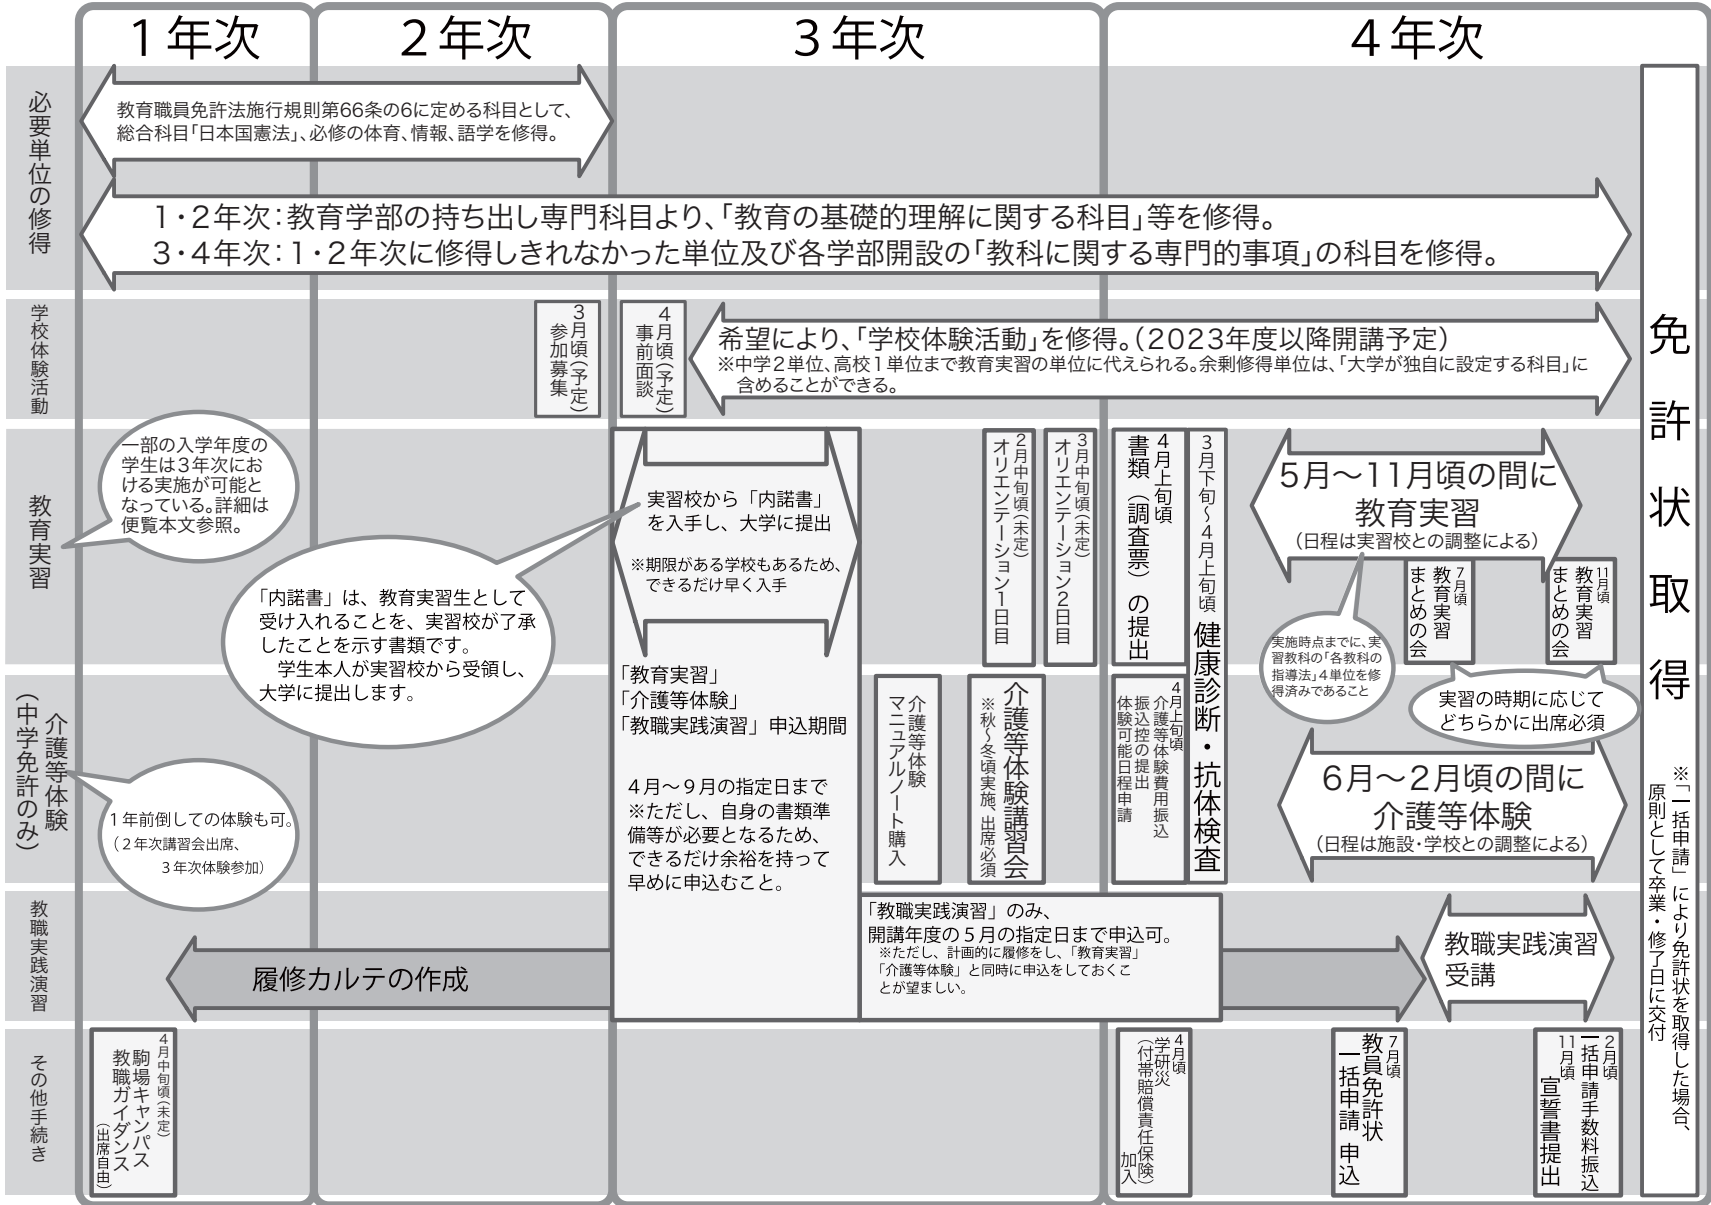 1年次
2年次
3年次
4年次
必要単位の修得
教育職員免許法施行規則第66条の6に定める科目として、
総合科目「日本国憲法」、必修の体育、情報、語学を修得。
1・2年次：教育学部の持ち出し専門科目より、「教育の基礎的理解に関する科目」等を修得。
3・4年次：1・2年次に修得しきれなかった単位及び各学部開設の「教科に関する専門的事項」の科目を修得。
学校体験活動
3月頃（予定）
参加募集
4月頃（予定）
事前面談
希望により、「学校体験活動」を修得。（2023年度以降開講予定）
※中学2単位、高校1単位まで教育実習の単位に代えられる。余剰修得単位は、「大学が独自に設定する科目」に
含めることができる。
教育実習
一部の入学年度の
学生は3年次にお
ける実施が可能と
なっている。詳細は
便覧本文参照。
「内諾書」は、教育実習生として
受け入れることを、実習校が了承
したことを示す書類です。
学生本人が実習校から受領し、
大学に提出します。
実習校から「内諾書」
を入手し、大学に提出
※期限がある学校もあるため、
できるだけ早く入手
「教育実習」
「介護等体験」
「教職実践演習」申込期間
4月～9月の指定日まで
※ただし、自身の書類準
備等が必要となるため、
できるだけ余裕を持って
早めに申込むこと。
2月中旬頃（未定）
オリエンテーション1日目
3月中旬頃（未定）
オリエンテーション2日目
4月上旬頃
書類（調査票）の提出
3月下旬～4月上旬頃 健康診断・抗体検査
5月～11月頃の間に
教育実習
（日程は実習校との調整による）
7月頃
教育実習
まとめの会
11月頃
教育実習
まとめの会
実施時点までに、実
習教科の「各教科の
指導法」4単位を修
得済みであること
実習の時期に応じて
どちらかに出席必須
介護等体験
（中学免許のみ）
1年前倒しての体験も可。
（2年次講習会出席、
3年次体験参加）
介護等体験
マニュアルノート購入
介護等体験講習会
※秋～冬頃実施、出席必須
4月上旬頃
介護等体験費用振込
振込控の提出
体験可能日程申請
6月～2月頃の間に
介護等体験
（日程は施設・学校との調整による）
教職実践演習
履修カルテの作成
「教職実践演習」のみ、
開講年度の5月の指定日まで申込可。
※ただし、計画的に履修をし、「教育実習」
「介護等体験」と同時に申込をしておくこ
とが望ましい。
教職実践演習
受講
その他手続き
4月中旬頃（未定）
駒場キャンパス
教職ガイダンス
（出席自由）
4月頃
学研災
（付帯賠償責任保険）
加入
7月頃
教員免許状
一括申請 申込
2月頃
一括申請手数料振込
11月頃
宣誓書提出
免許状取得
※「一括申請」により免許状を取得した場合、
原則として卒業・修了日に交付